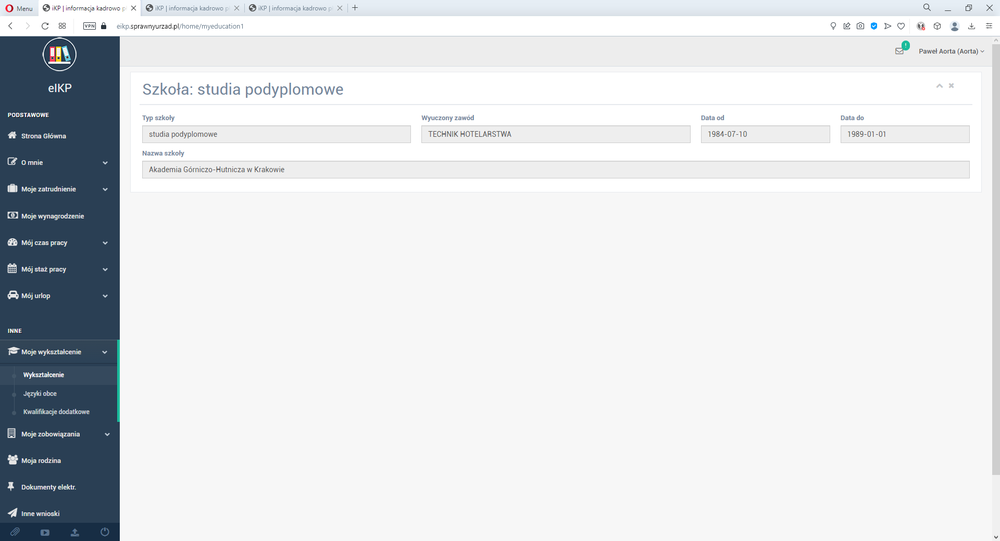 Menu
iKP | informacja kadrowo p
iKP | informacja kadrowo p
iKP | informacja kadrowo p
VPN
eikp.sprawnyurzad.pl/home/myeducation1
eIKP
PODSTAWOWE
Strona Główna
O mnie
Moje zatrudnienie
Moje wynagrodzenie
Mój czas pracy
Mój staż pracy
Mój urlop
INNE
Moje wykształcenie
Wykształcenie
Języki obce
Kwalifikacje dodatkowe
Moje zobowiązania
Moja rodzina
Dokumenty elektr.
Inne wnioski
!
Paweł Aorta (Aorta)
Szkoła: studia podyplomowe
Typ szkoły
Wyuczony zawód
Data od
Data do
studia podyplomowe
TECHNIK HOTELARSTWA
1984-07-10
1989-01-01
Nazwa szkoły
Akademia Górniczo-Hutnicza w Krakowie